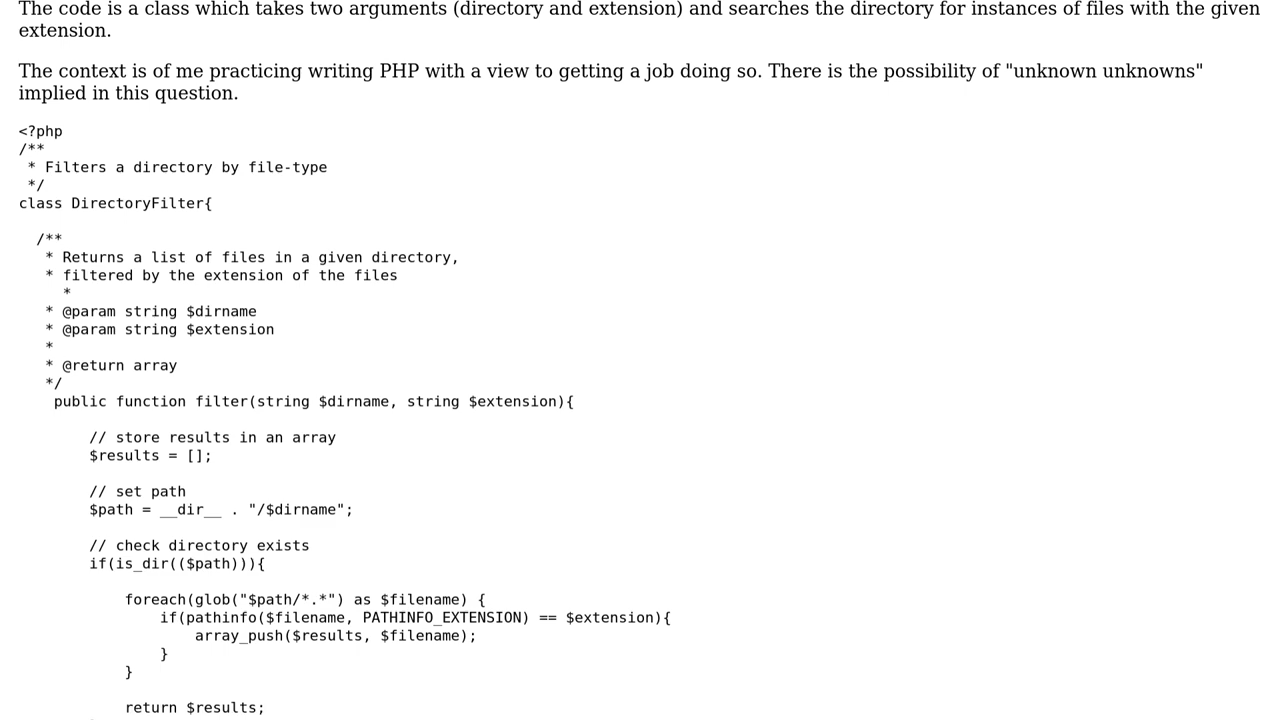 The code is a class which takes two arguments (directory and extension) and searches the directory for instances of files with the given
extension.
The context is of me practicing writing PHP with a view to getting a job doing so. There is the possibility of "unknown unknowns"
implied in this question.
<?php
/**
 * Filters a directory by file-type
 */
class DirectoryFilter{
  /**
   * Returns a list of files in a given directory,
   * filtered by the extension of the files
     *
   * @param string $dirname
   * @param string $extension
   *
   * @return array
   */
    public function filter(string $dirname, string $extension){
        // store results in an array
        $results = [];
        // set path
        $path = __dir__ . "/$dirname";
        // check directory exists
        if(is_dir(($path))){
            foreach(glob("$path/*.*") as $filename) {
                if(pathinfo($filename, PATHINFO_EXTENSION) == $extension){
                    array_push($results, $filename);
                }
            }
            return $results;